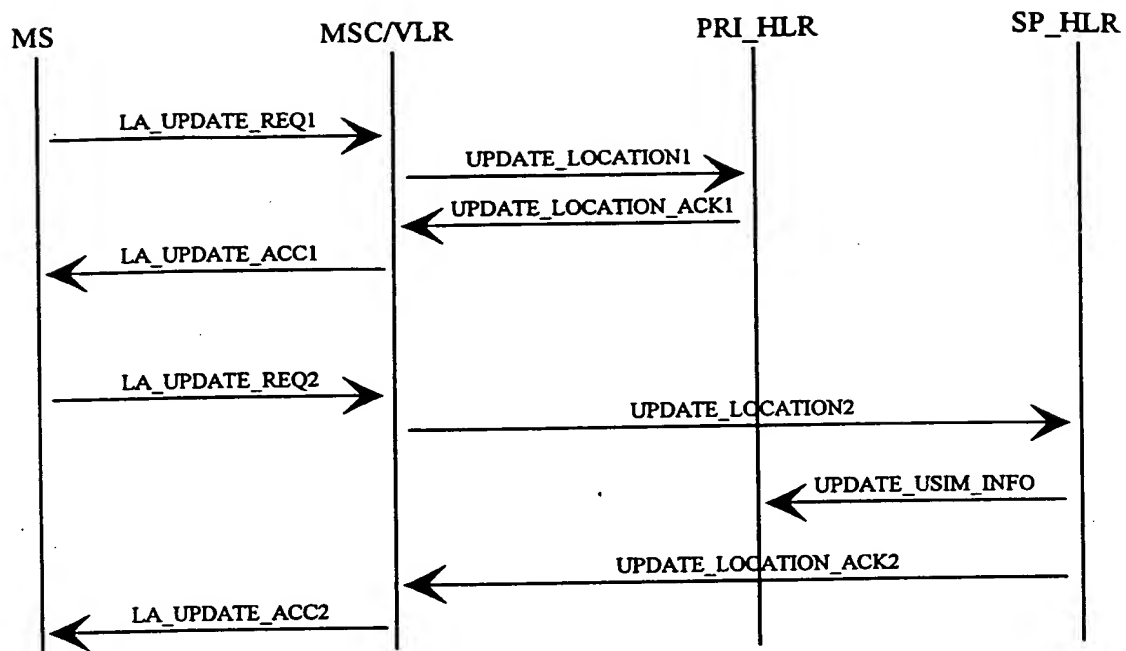 MS
MSC/VLR
PRI_HLR
SP_HLR
LA_UPDATE_REQ1
UPDATE_LOCATION1
UPDATE_LOCATION_ACK1
LA_UPDATE_ACC1
LA_UPDATE_REQ2
UPDATE_LOCATION2
UPDATE_USIM_INFO
UPDATE_LOCATION_ACK2
LA_UPDATE_ACC2